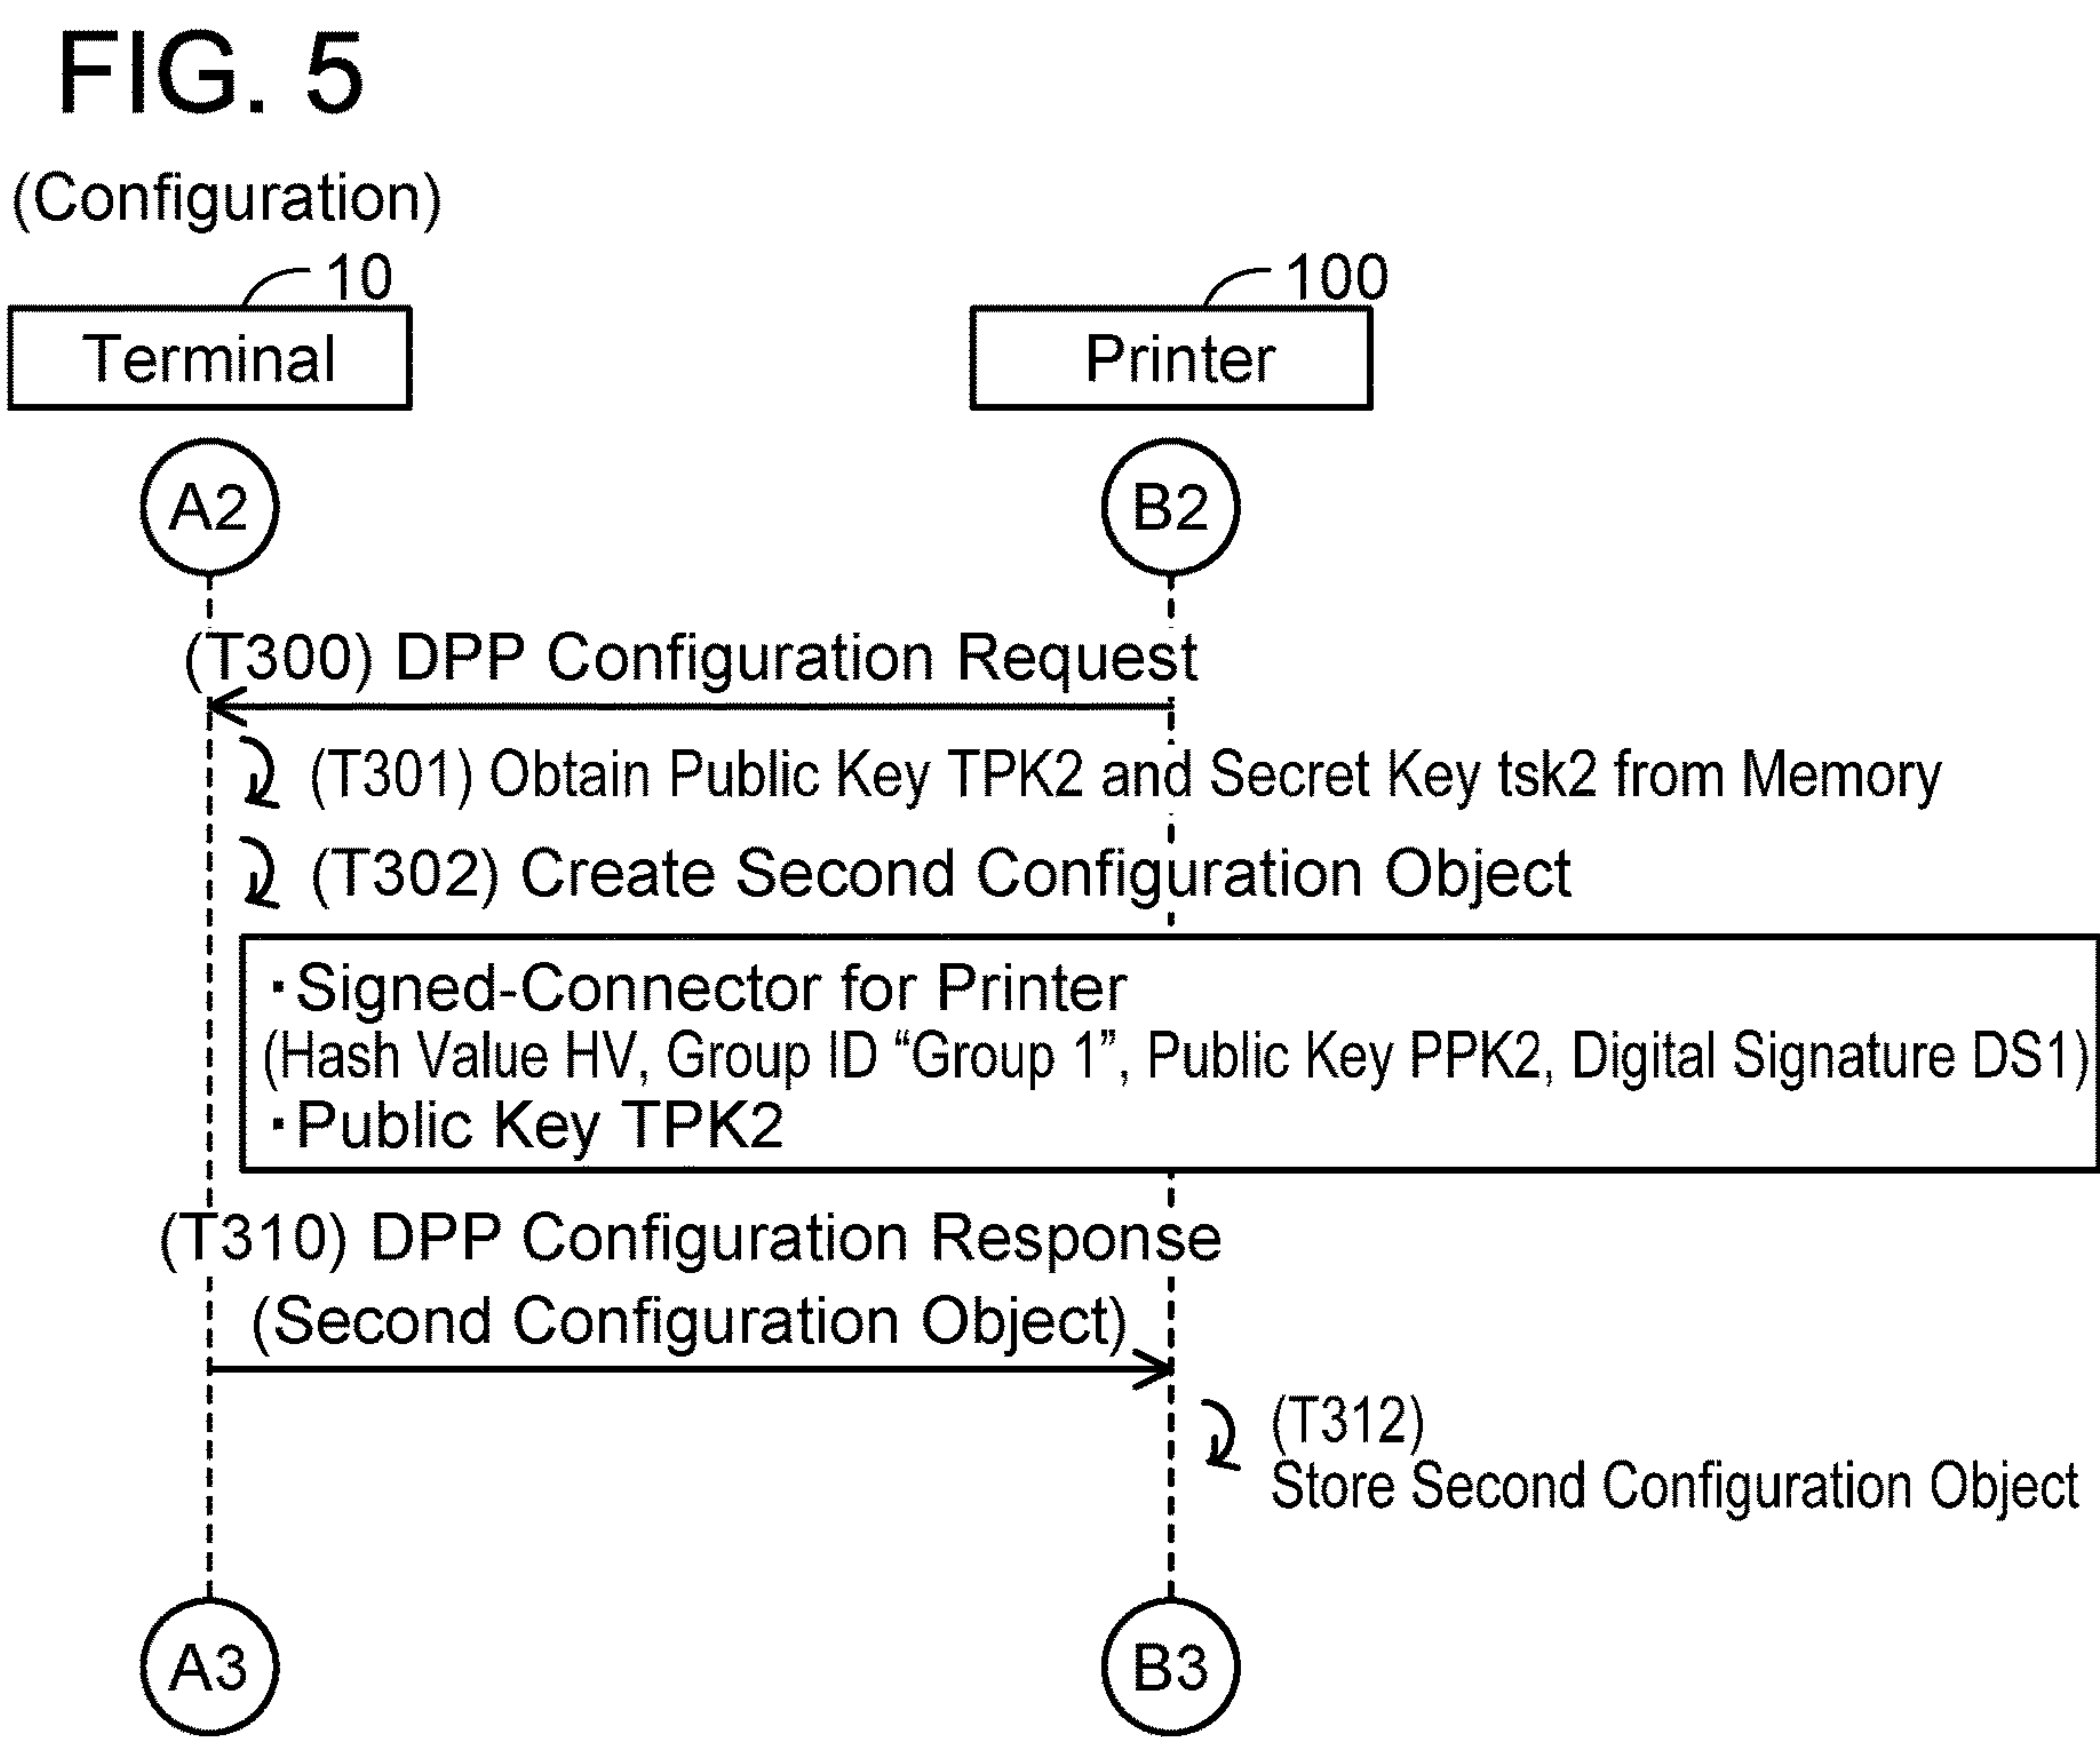 FIG. 5
(Configuration)
10
100
Terminal
Printer
A2
B2
(T300) DPP Configuration Request
(T301) Obtain Public Key TPK2 and Secret Key tsk2 from Memory
(T302) Create Second Configuration Object
・Signed-Connector for Printer
(Hash Value HV, Group ID “Group 1”, Public Key PPK2, Digital Signature DS1)
・Public Key TPK2
(T310) DPP Configuration Response
(Second Configuration Object)
(T312)
Store Second Configuration Object
A3
B3